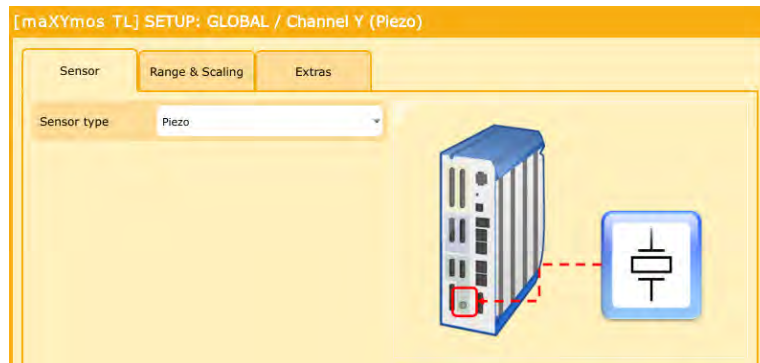 [maXYmos TL] SETUP: GLOBAL / Channel Y (Piezo)
Sensor Range & Scaling Extras
Sensor type Piezo